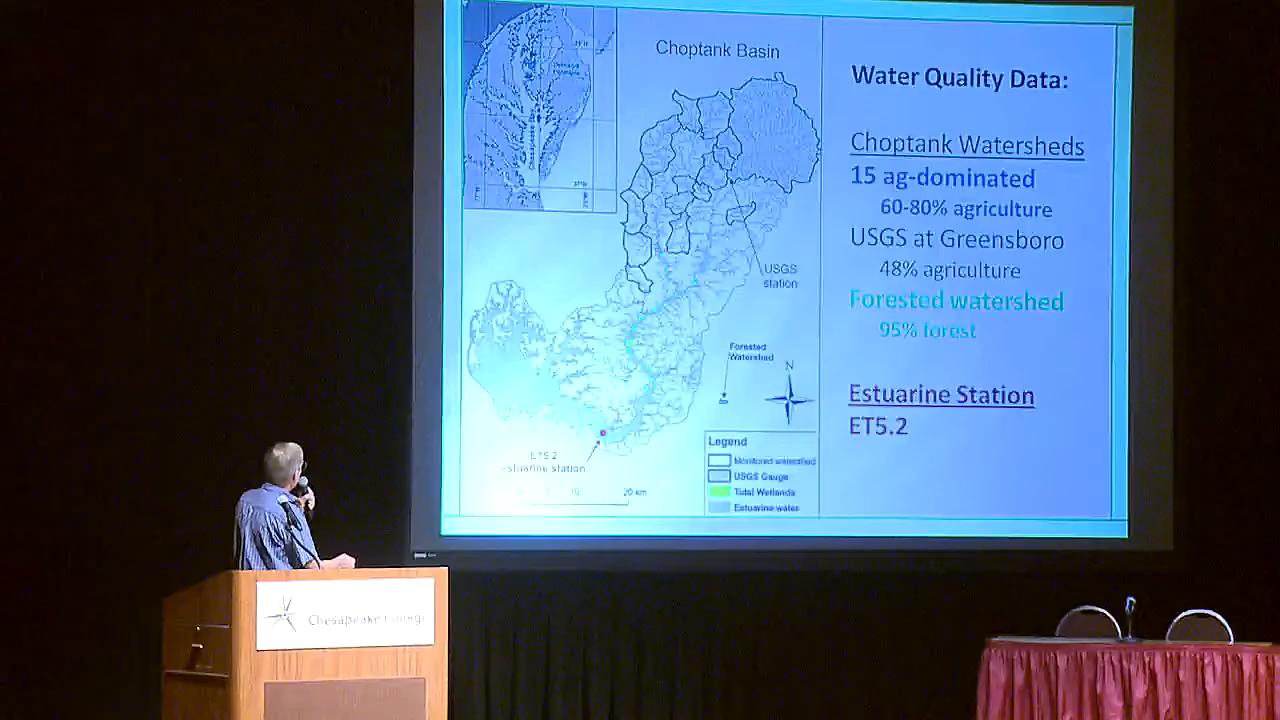 Choptank Basin
USGS
station
Forested
Watershed
N
ET5.2
estuarine station
10
20 km
Legend
Monitored watershed
USGS Gauge
Tidal Wetlands
Estuarine water
Water Quality Data:
Choptank Watersheds
15 ag-dominated
60-80% agriculture
USGS at Greensboro
48% agriculture
Forested watershed
95% forest
Estuarine Station
ET5.2
Chesapeake College